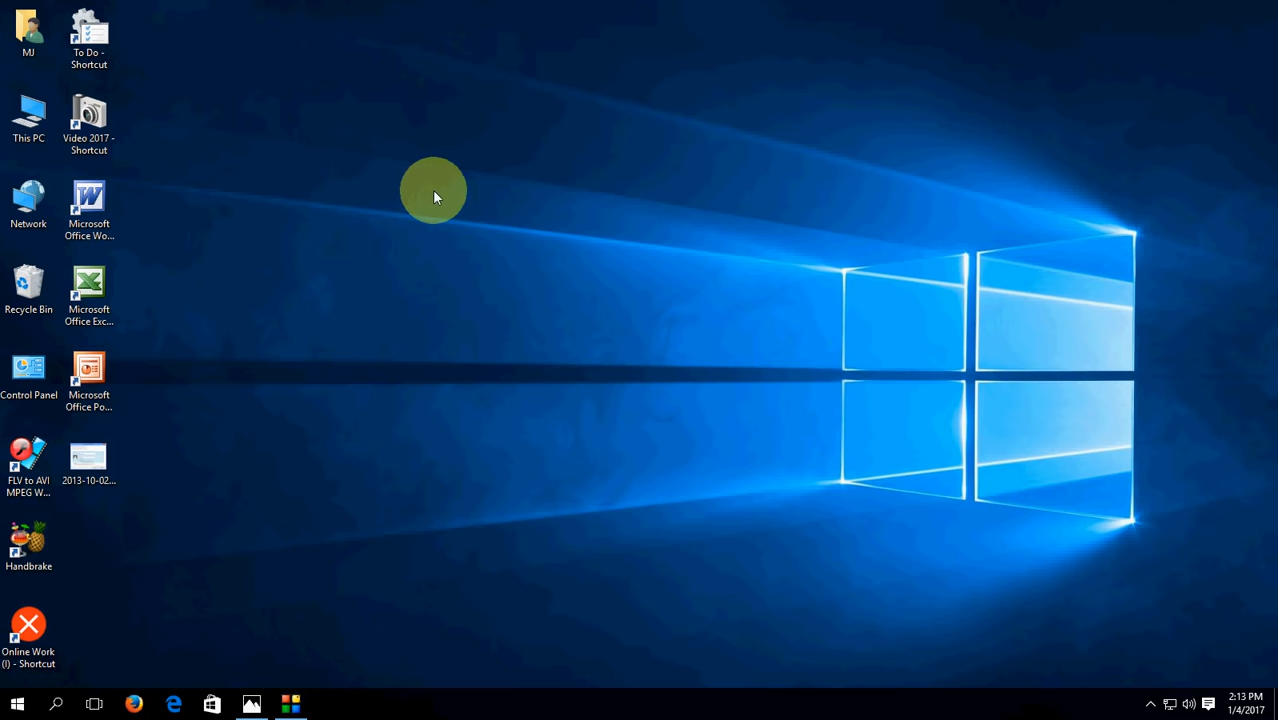 MJ
To Do -
Shortcut
This PC
Video 2017 -
Shortcut
Network
Microsoft
Office Wo...
Recycle Bin
Microsoft
Office Exc...
Control Panel
Microsoft
Office Po...
FLV to AVI
MPEG W...
2013-10-02...
Handbrake
Online Work
(I) - Shortcut
2:13 PM
1/4/2017